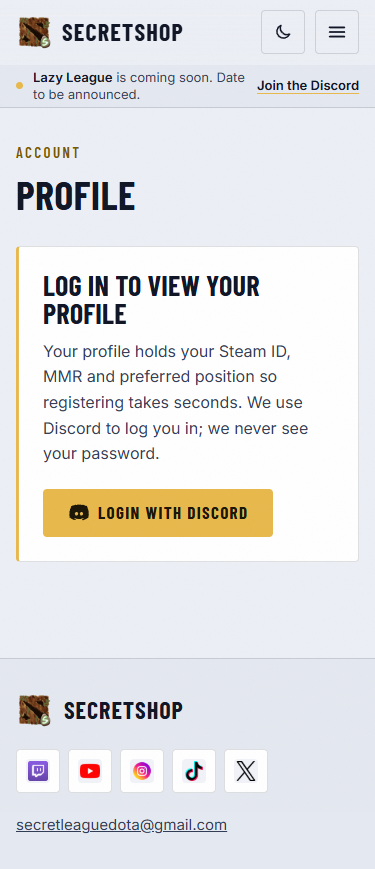 SECRETSHOP
Lazy League is coming soon. Date
to be announced.
Join the Discord
ACCOUNT
PROFILE
LOG IN TO VIEW YOUR
PROFILE
Your profile holds your Steam ID,
MMR and preferred position so
registering takes seconds. We use
Discord to log you in; we never see
your password.
LOGIN WITH DISCORD
SECRETSHOP
secretleaguedota@gmail.com